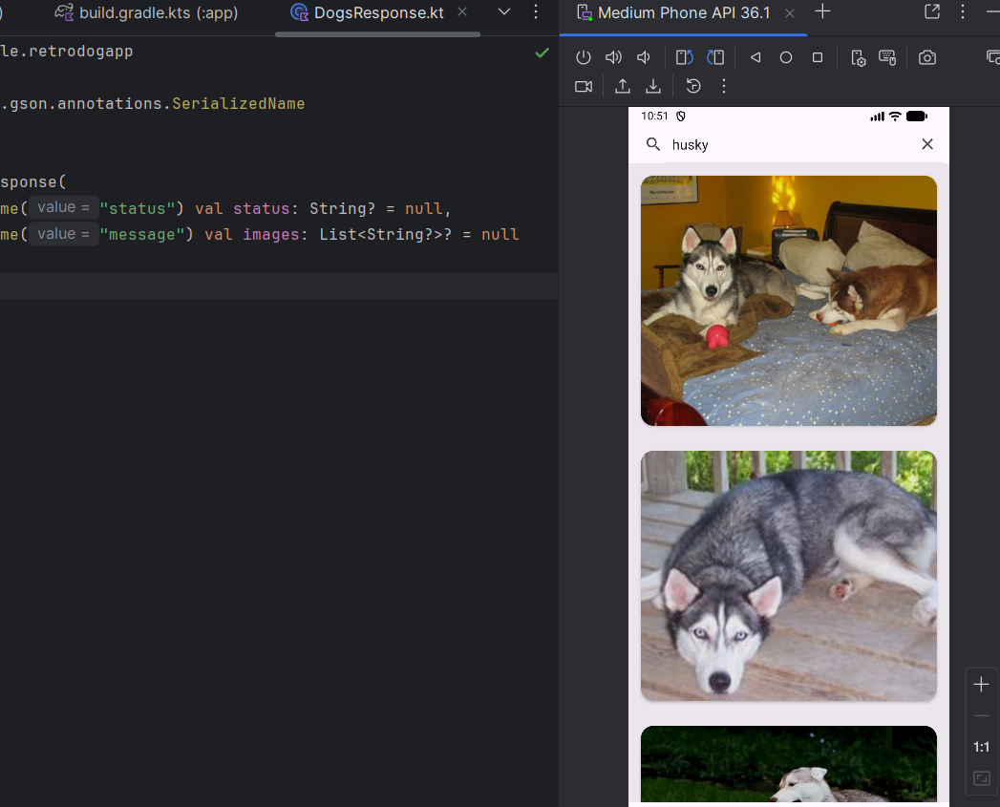 build.gradle.kts (:app)
DogsResponse.kt
le.retrodogapp
.gson.annotations.SerializedName
sponse(
me( value = "status") val status: String? = null,
me( value = "message") val images: List<String?>? = null
Medium Phone API 36.1
10:51
husky
1:1